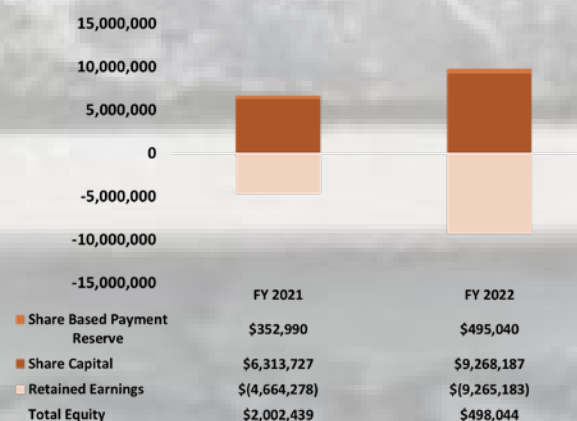 15,000,000
10,000,000
5,000,000
0
-5,000,000
-10,000,000
-15,000,000
FY 2021 FY 2022
Share Based Payment
Reserve $352,990 $495,040
Share Capital $6,313,727 $9,268,187
Retained Earnings $(4,664,278) $(9,265,183)
Total Equity $2,002,439 $498,044